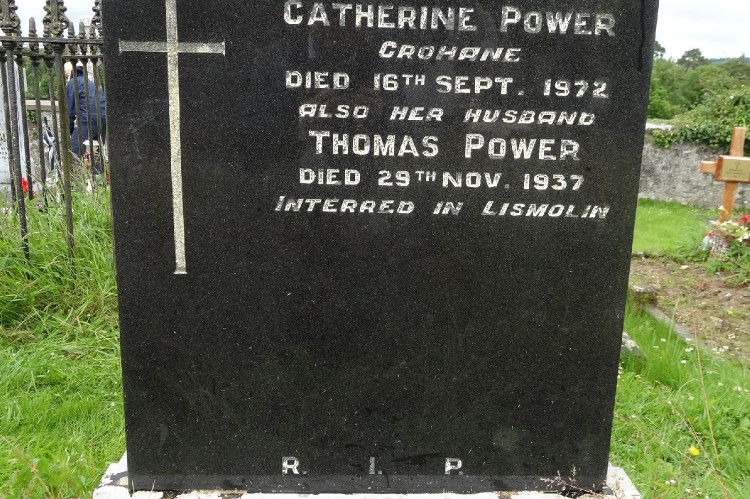 CATHERINE POWER
CROHANE
DIED 16TH SEPT. 1972
ALSO HER HUSBAND
THOMAS POWER
DIED 29TH NOV. 1937
INTERRED IN LISMOLIN
R. I. P.